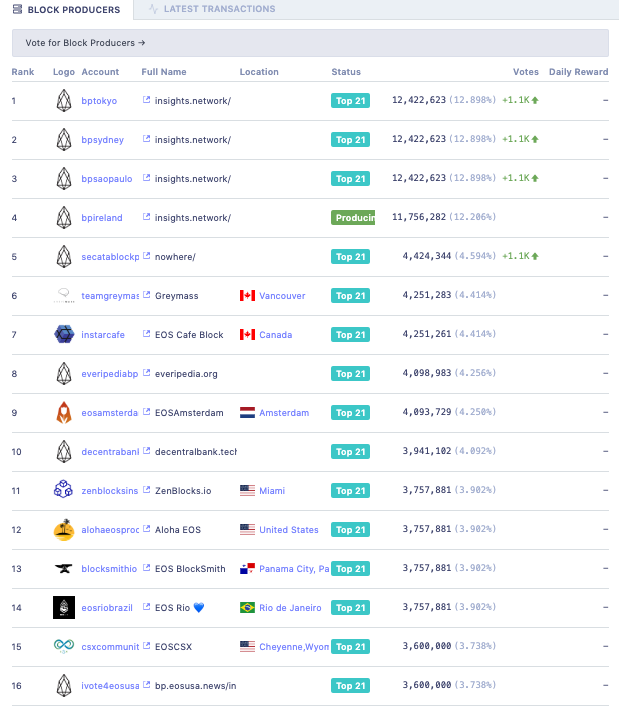 BLOCK PRODUCERS LATEST TRANSACTIONS
Vote for Block Producers →
Rank Logo Account Full Name Location Status Votes Daily Reward
1 bptokyo insights.network/ Top 21 12,422,623 (12.898%) +1.1K –
2 bpsydney insights.network/ Top 21 12,422,623 (12.898%) +1.1K –
3 bpsaopaulo insights.network/ Top 21 12,422,623 (12.898%) +1.1K –
4 bpireland insights.network/ Producin 11,756,282 (12.206%) –
5 secatablockp nowhere/ Top 21 4,424,344 (4.594%) +1.1K –
6 teamgreymas Greymass Vancouver Top 21 4,251,283 (4.414%) –
7 instarcafe EOS Cafe Block Canada Top 21 4,251,261 (4.414%) –
8 everipediabp everipedia.org Top 21 4,098,983 (4.256%) –
9 eosamsterda EOSAmsterdam Amsterdam Top 21 4,093,729 (4.250%) –
10 decentraban decentralbank.tech Top 21 3,941,102 (4.092%) –
11 zenblocksins ZenBlocks.io Miami Top 21 3,757,881 (3.902%) –
12 alohaeosproc Aloha EOS United States Top 21 3,757,881 (3.902%) –
13 blocksmithio EOS BlockSmith Panama City, Pa Top 21 3,757,881 (3.902%) –
14 eosriobrazil EOS Rio 💙 Rio de Janeiro Top 21 3,757,881 (3.902%) –
15 csxcommunit EOSCSX Cheyenne,Wyom Top 21 3,600,000 (3.738%) –
16 ivote4eosusa bp.eosusa.news/in Top 21 3,600,000 (3.738%) –